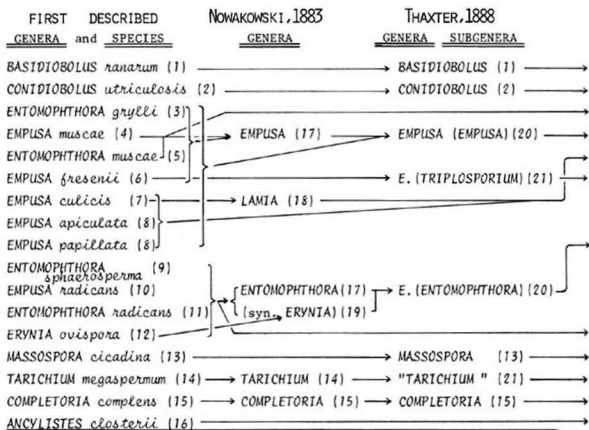 FIRST DESCRIBED NOWAKOWSKI, 1883 THAXTER, 1888
GENERA and SPECIES GENERA GENERA SUBGENERA
BASIDIOBOLUS ranarum (1) BASIDIOBOLUS (1)
CONIDIOBOLUS utriculosis (2) CONIDIOBOLUS (2)
ENTOMOPHTHORA grylli (3)
EMPUSA muscae (4) EMPUSA (17) EMPUSA (EMPUSA) (20)
ENTOMOPHTHORA muscae (5)
EMPUSA fresenii (6) E. (TRIPLOSPORIUM) (21)
EMPUSA culicis (7) LAMIA (18)
EMPUSA apiculata (8)
EMPUSA papillata (8)
ENTOMOPHTHORA (9)
sphaerosperma
EMPUSA radicans (10) ENTOMOPHTHORA (17) E. (ENTOMOPHTHORA) (20)
ENTOMOPHTHORA radicans (11) (syn. ERYNIA) (19)
ERYNIA ovispora (12)
MASSOSPORA cicadina (13) MASSOSPORA (13)
TARICHIUM megaspermum (14) TARICHIUM (14) "TARICHIUM" (21)
COMPLETORIA complens (15) COMPLETORIA (15) COMPLETORIA (15)
ANCYLISTES closterii (16)